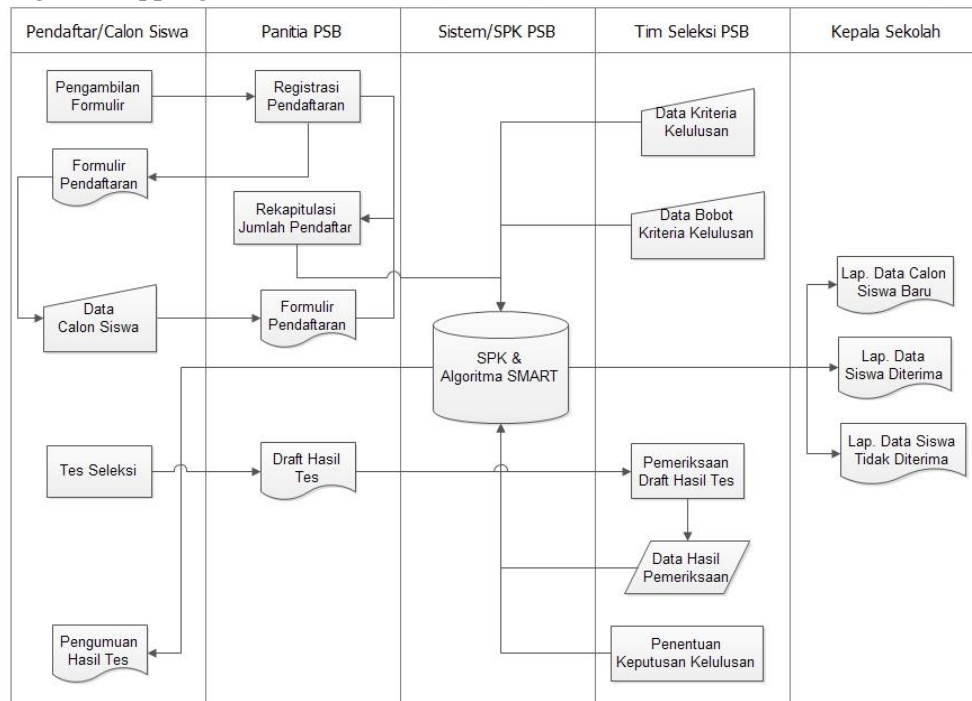 Pendaftar/Calon Siswa
Panitia PSB
Sistem/SPK PSB
Tim Seleksi PSB
Kepala Sekolah
Pengambilan
Formulir
Registrasi
Pendaftaran
Data Kriteria
Kelulusan
Formulir
Pendaftaran
Rekapitulasi
Jumlah Pendaftar
Data Bobot
Kriteria Kelulusan
Data
Calon Siswa
Formulir
Pendaftaran
SPK &
Algoritma SMART
Lap. Data Calon
Siswa Baru
Lap. Data
Siswa Diterima
Lap. Data Siswa
Tidak Diterima
Tes Seleksi
Draft Hasil
Tes
Pemeriksaan
Draft Hasil Tes
Data Hasil
Pemeriksaan
Pengumuan
Hasil Tes
Penentuan
Keputusan Kelulusan